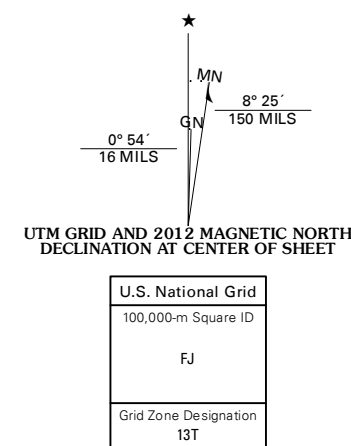 ★
MN
8° 25´
150 MILS
GN
0° 54´
16 MILS
UTM GRID AND 2012 MAGNETIC NORTH
DECLINATION AT CENTER OF SHEET
U.S. National Grid
100,000-m Square ID
FJ
Grid Zone Designation
13T